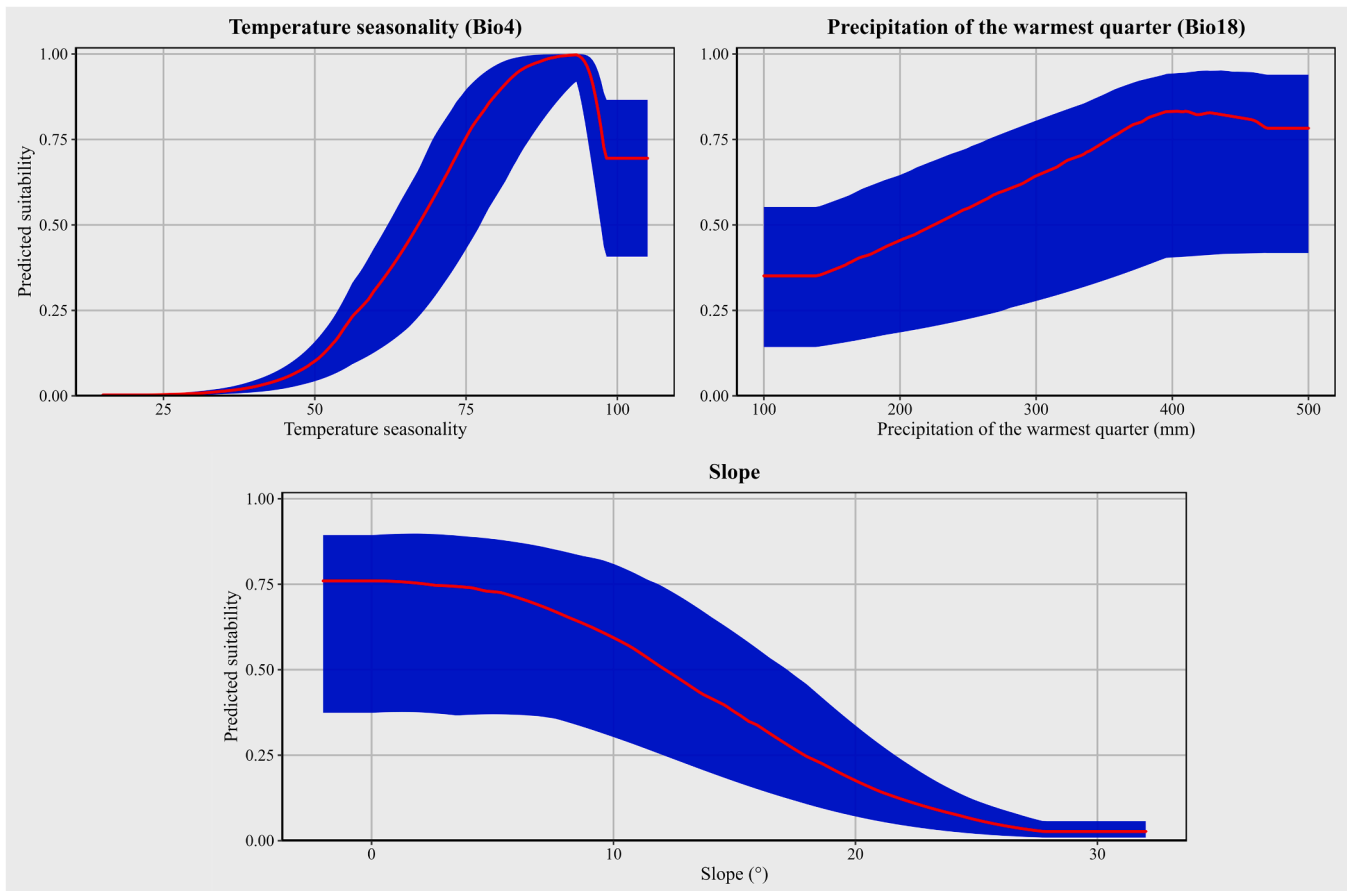 Temperature seasonality (Bio4)
Predicted suitability
1.00
0.75
0.50
0.25
0.00
25 50 75 100
Temperature seasonality
Precipitation of the warmest quarter (Bio18)
1.00
0.75
0.50
0.25
0.00
100 200 300 400 500
Precipitation of the warmest quarter (mm)
Slope
Predicted suitability
1.00
0.75
0.50
0.25
0.00
0 10 20 30
Slope (°)